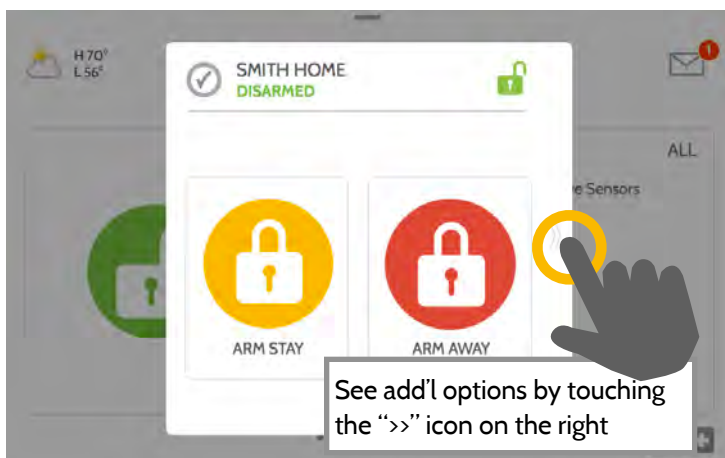 H 70°
L 56°
SMITH HOME
DISARMED
1
ALL
e Sensors
ARM STAY
ARM AWAY
See add’l options by touching
the “>>” icon on the right